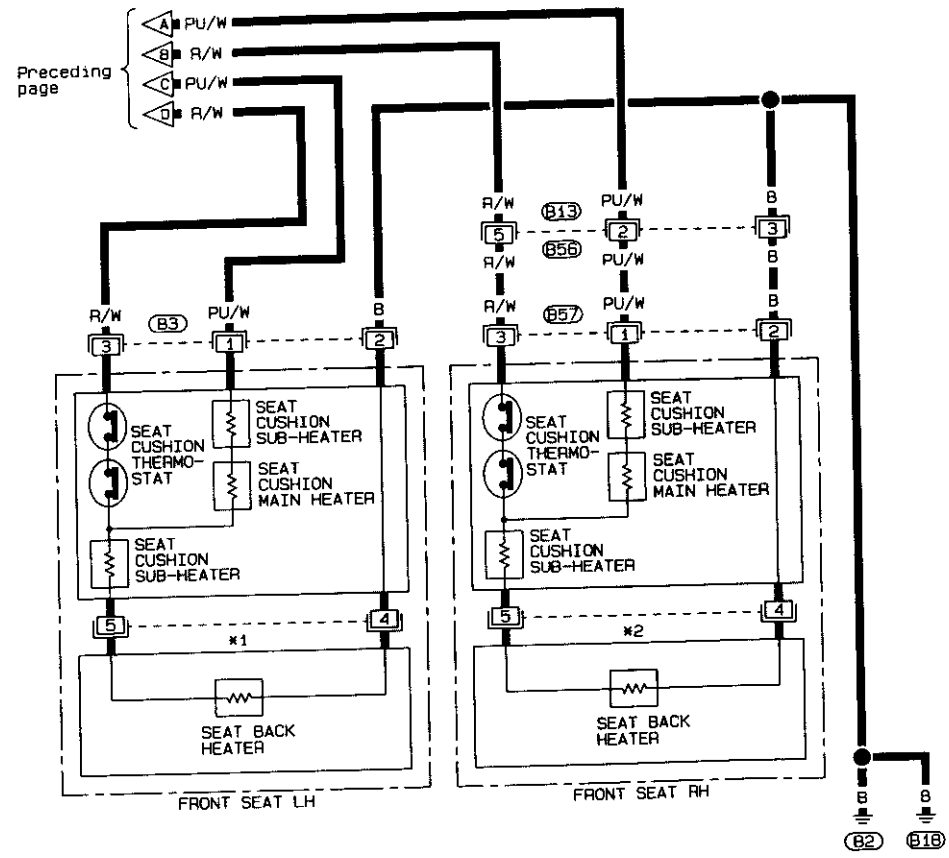 A PU/W
B R/W
Preceding
page
C PU/W
D R/W
R/W B13 PU/W B
5 2 3
R/W B56 PU/W B
R/W B3 PU/W B
3 1 2
R/W B57 PU/W B
3 1 2
SEAT
CUSHION
THERMO-
STAT
SEAT
CUSHION
SUB-HEATER
SEAT
CUSHION
MAIN HEATER
SEAT
CUSHION
SUB-HEATER
5 4
*1
SEAT BACK
HEATER
FRONT SEAT LH
SEAT
CUSHION
THERMO-
STAT
SEAT
CUSHION
SUB-HEATER
SEAT
CUSHION
MAIN HEATER
SEAT
CUSHION
SUB-HEATER
5 4
*2
SEAT BACK
HEATER
FRONT SEAT RH
B B
B2 B18